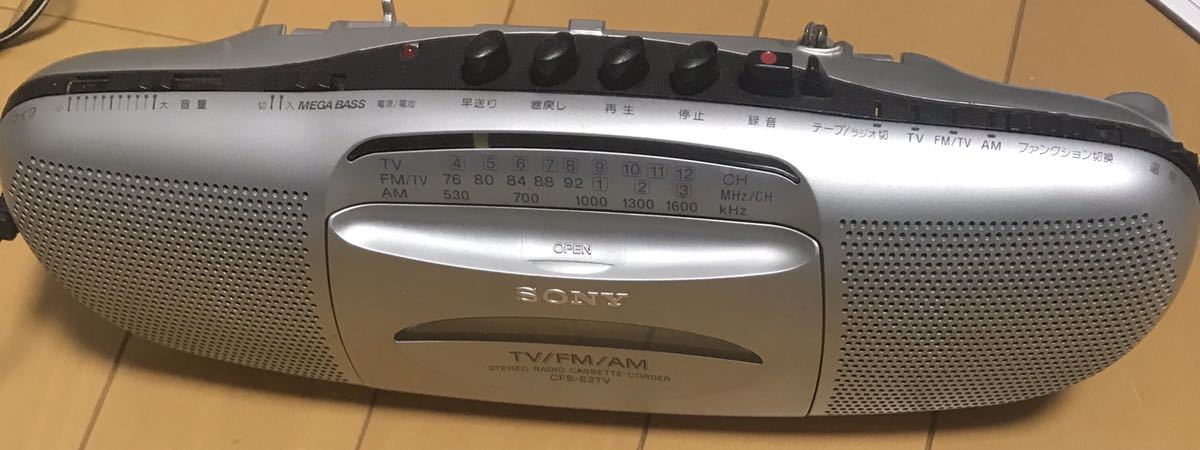 マイク 小 大 音量 切 入 MEGA BASS 電源/電池 早送り 巻戻し 再生 停止 録音 テープ/ラジオ切 TV FM/TV AM ファンクション切換 選局
TV 4 5 6 7 8 9 10 11 12 CH
FM/TV 76 80 84 88 92 1 2 3 MHz/CH
AM 530 700 1000 1300 1600 kHz
OPEN
SONY
TV/FM/AM
STEREO RADIO CASSETTE-CORDER
CFS-E2TV